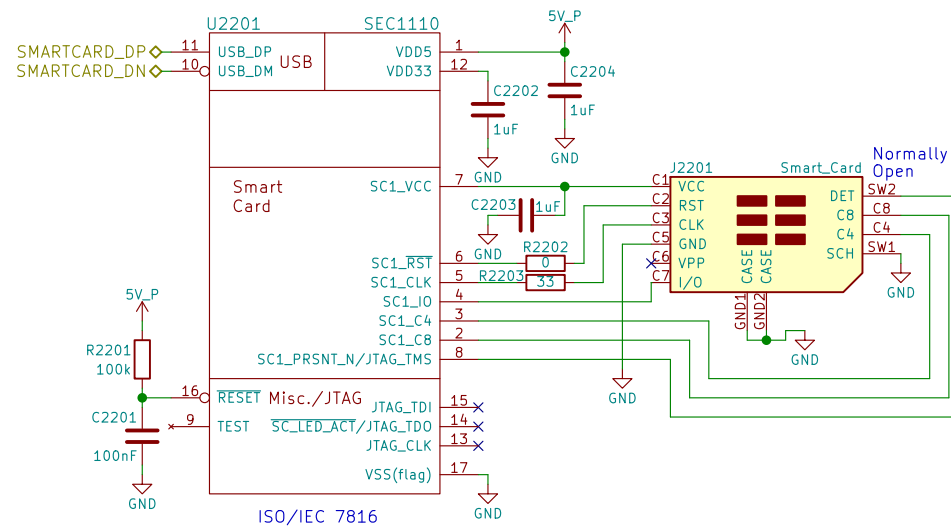 5V_P
U2201 SEC1110
SMARTCARD_DP 11 USB_DP USB VDD5 1
SMARTCARD_DN 10 USB_DM VDD33 12
C2204
1uF
C2202
1uF
GND
GND
Normally
Open
J2201 Smart_Card
Smart
Card
SC1_VCC 7 C1 VCC
DET SW2
C2203 1uF C2 RST
C8 C8
C3 CLK
C4 C4
GND
R2202
C5 GND
SCH SW1
SC1_RST 6 0 C6 VPP
SC1_CLK 5 R2203 33 C7 I/O
CASE CASE
GND
5V_P
SC1_IO 4
GND1 GND2
SC1_C4 3
SC1_C8 2
GND
R2201
100k
SC1_PRSNT_N/JTAG_TMS 8
GND
16 RESET Misc./JTAG
C2201
100nF
JTAG_TDI 15
9 TEST SC_LED_ACT/JTAG_TDO 14
JTAG_CLK 13
VSS(flag) 17
GND
GND
ISO/IEC 7816